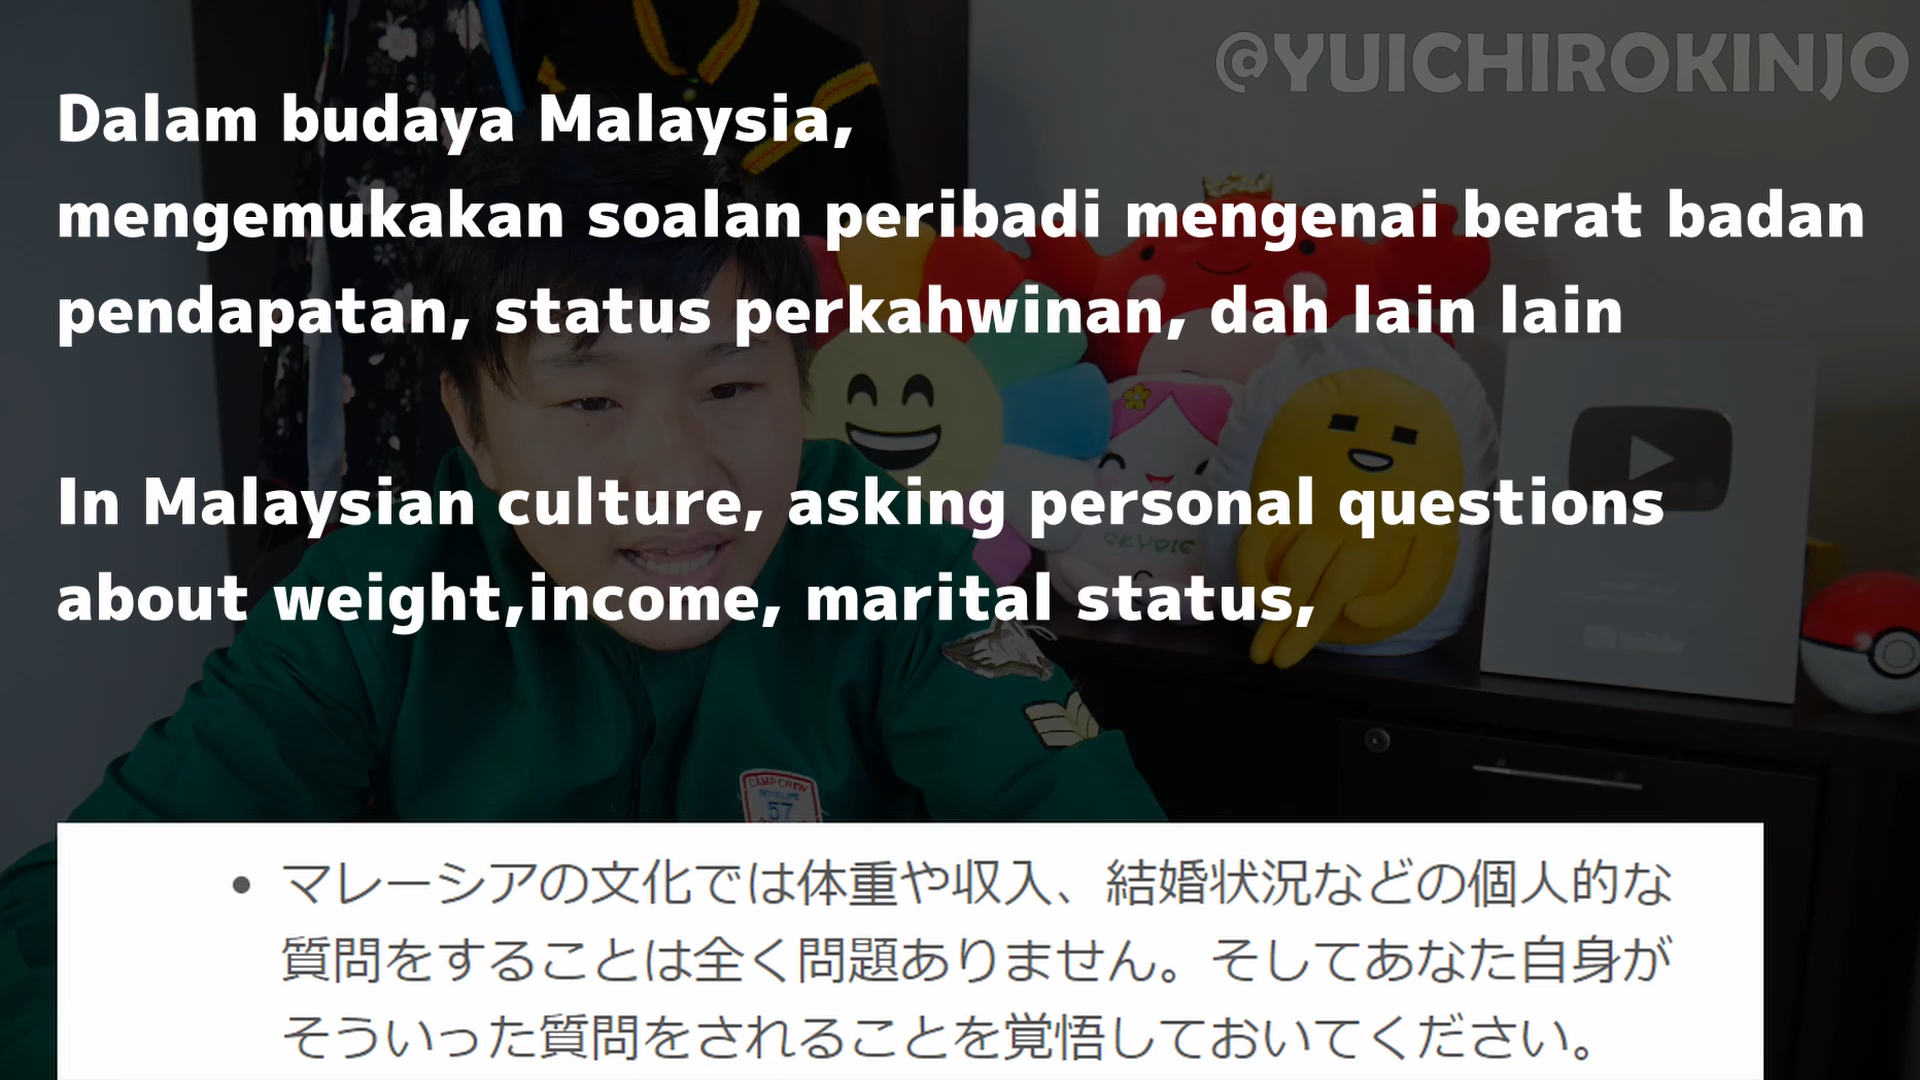 @YUICHIROKINJO
Dalam budaya Malaysia,
mengemukakan soalan peribadi mengenai berat badan
pendapatan, status perkahwinan, dah lain lain
In Malaysian culture, asking personal questions
about weight,income, marital status,
SKYPIE
CAMP CREW
57
• マレーシアの文化では体重や収入、結婚状況などの個人的な
質問をすることは全く問題ありません。そしてあなた自身が
そういった質問をされることを覚悟しておいてください。